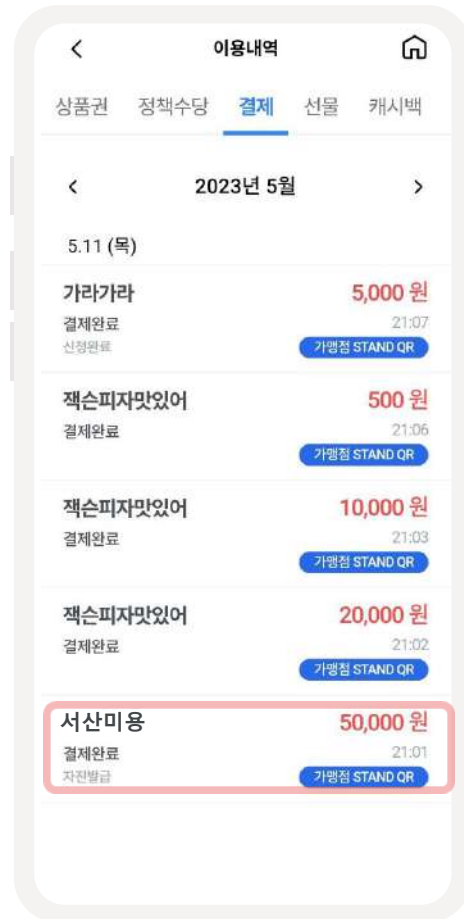 이용내역
상품권 정책수당 결제 선물 캐시백
2023년 5월
5.11 (목)
가라가라 5,000 원
결제완료 21:07
신청완료 가맹점 STAND QR
잭슨피자맛있어 500 원
결제완료 21:06
가맹점 STAND QR
잭슨피자맛있어 10,000 원
결제완료 21:03
가맹점 STAND QR
잭슨피자맛있어 20,000 원
결제완료 21:02
가맹점 STAND QR
서산미용 50,000 원
결제완료 21:01
자진발급 가맹점 STAND QR